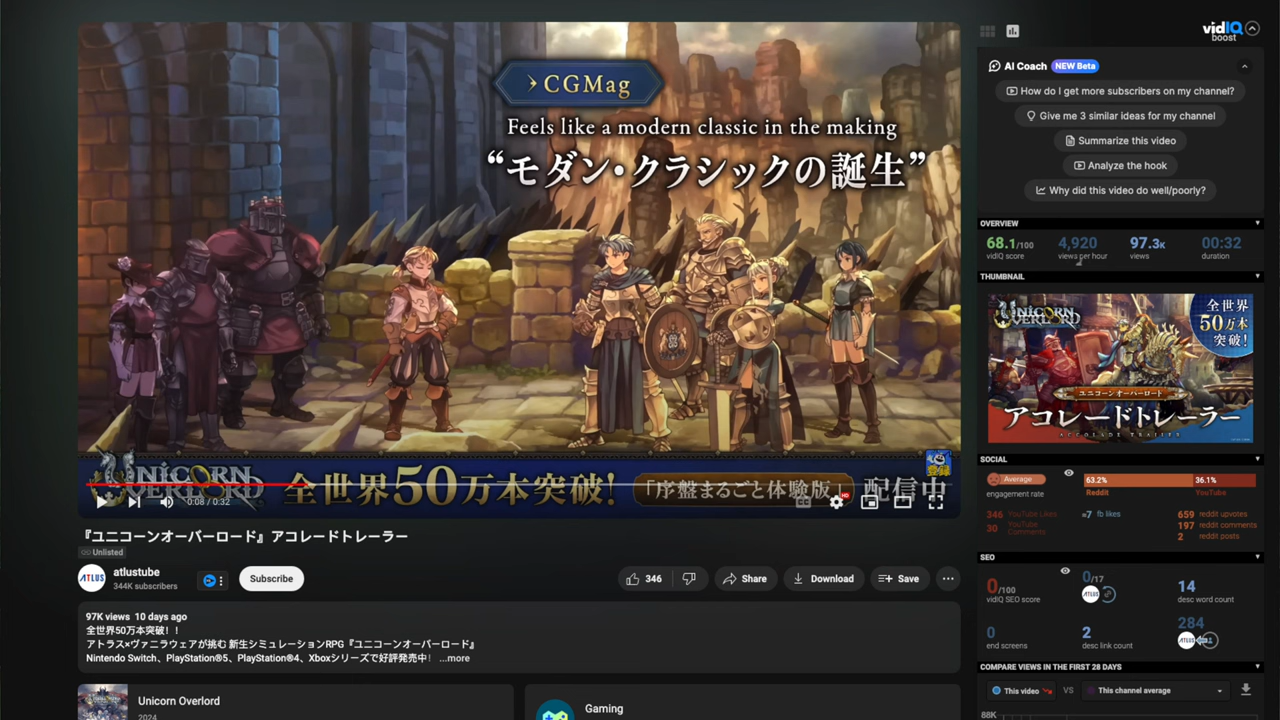 CGMag
Feels like a modern classic in the making
“モダン・クラシックの誕生”
UNICORN OVERLORD
全世界50万本突破!
「序盤まるごと体験版」
配信中
登録
0:08 / 0:32
CC
HD
『ユニコーンオーバーロード』アコレードトレーラー
Unlisted
ATLUS
atlustube
344K subscribers
Subscribe
346
Share
Download
Save
97K views 10 days ago
全世界50万本突破！！
アトラス×ヴァニラウェアが挑む 新生シミュレーションRPG『ユニコーンオーバーロード』
Nintendo Switch、PlayStation®5、PlayStation®4、Xboxシリーズで好評発売中! ...more
Unicorn Overlord
2024
Gaming
vidIQ
boost
AI Coach NEW Beta
How do I get more subscribers on my channel?
Give me 3 similar ideas for my channel
Summarize this video
Analyze the hook
Why did this video do well/poorly?
OVERVIEW
68.1/100
vidIQ score
4,920
views per hour
97.3K
views
00:32
duration
THUMBNAIL
UNICORN OVERLORD
全世界
50万本
突破!
ユニコーンオーバーロード
アコレードトレーラー
ACCOLADE TRAILER
SOCIAL
Average
engagement rate
63.2%
Reddit
36.1%
YouTube
346 YouTube Likes
30 YouTube Comments
≈7 fb likes
659 reddit upvotes
197 reddit comments
2 reddit posts
SEO
0/100
vidIQ SEO score
0/17
ATLUS
14
desc word count
0
end screens
2
desc link count
284
ATLUS
COMPARE VIEWS IN THE FIRST 28 DAYS
This video VS This channel average
88K